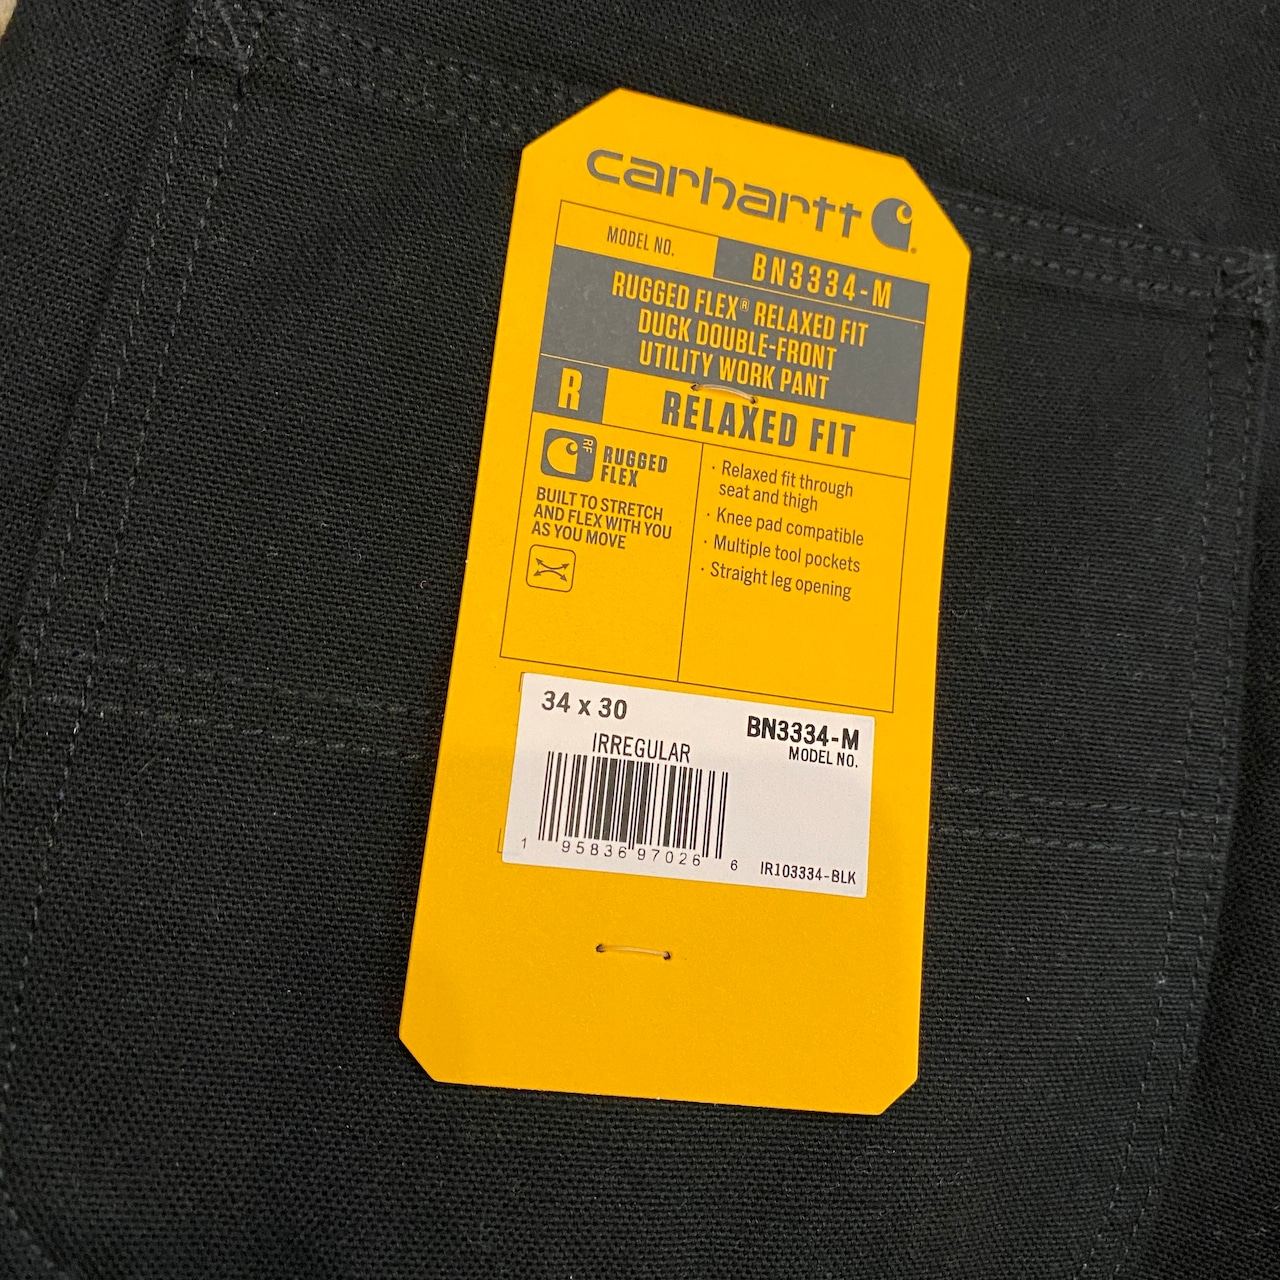 carhartt
MODEL NO.
BN3334-M
RUGGED FLEX® RELAXED FIT
DUCK DOUBLE-FRONT
UTILITY WORK PANT
R
RELAXED FIT
RF
RUGGED
FLEX
BUILT TO STRETCH
AND FLEX WITH YOU
AS YOU MOVE
· Relaxed fit through
seat and thigh
· Knee pad compatible
· Multiple tool pockets
· Straight leg opening
34 x 30
BN3334-M
MODEL NO.
IRREGULAR
1 95836 97026 6
IR103334-BLK